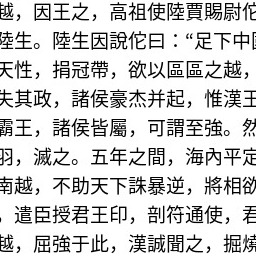 越，因王之，高祖使陸賈賜尉佗
陸生。陸生因說佗曰：“足下中國
天性，捐冠帶，欲以區區之越，
失其政，諸侯豪杰并起，惟漢王
霸王，諸侯皆屬，可謂至強。然
羽，滅之。五年之間，海內平定
南越，不助天下誅暴逆，將相欲
，遣臣授君王印，剖符通使，君
越，屈強于此，漢誠聞之，掘燒